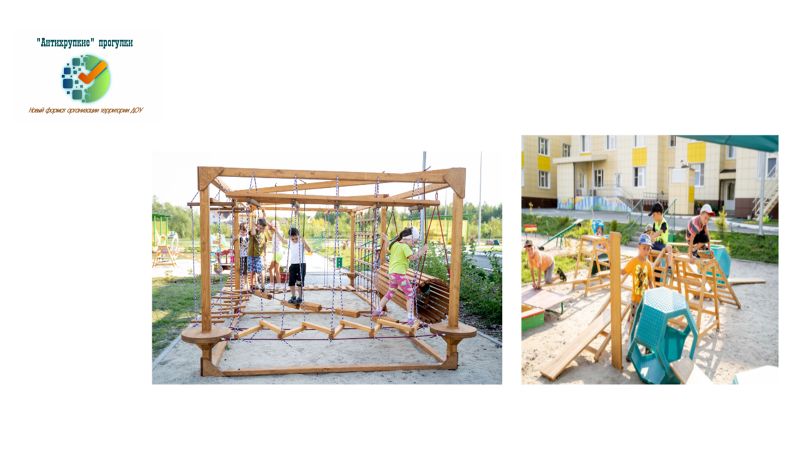 "Антихрупкие" прогулки
Новый формат организации территории ДОУ